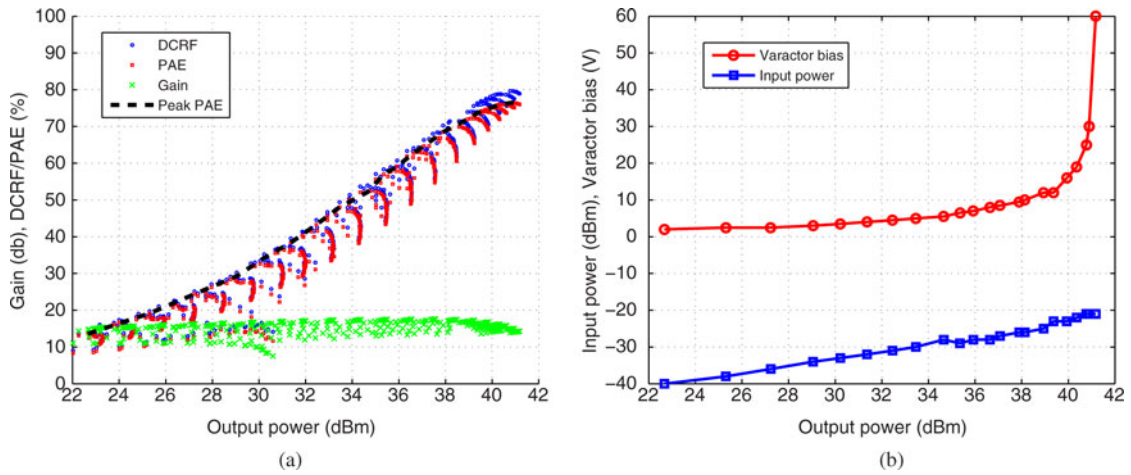 100
90
80
70
60
50
40
30
20
10
0
Gain (db), DCRF/PAE (%)
DCRF
PAE
Gain
Peak PAE
22 24 26 28 30 32 34 36 38 40 42
Output power (dBm)
(a)
60
50
40
30
20
10
0
−10
−20
−30
−40
Input power (dBm), Varactor bias (V)
Varactor bias
Input power
22 24 26 28 30 32 34 36 38 40 42
Output power (dBm)
(b)